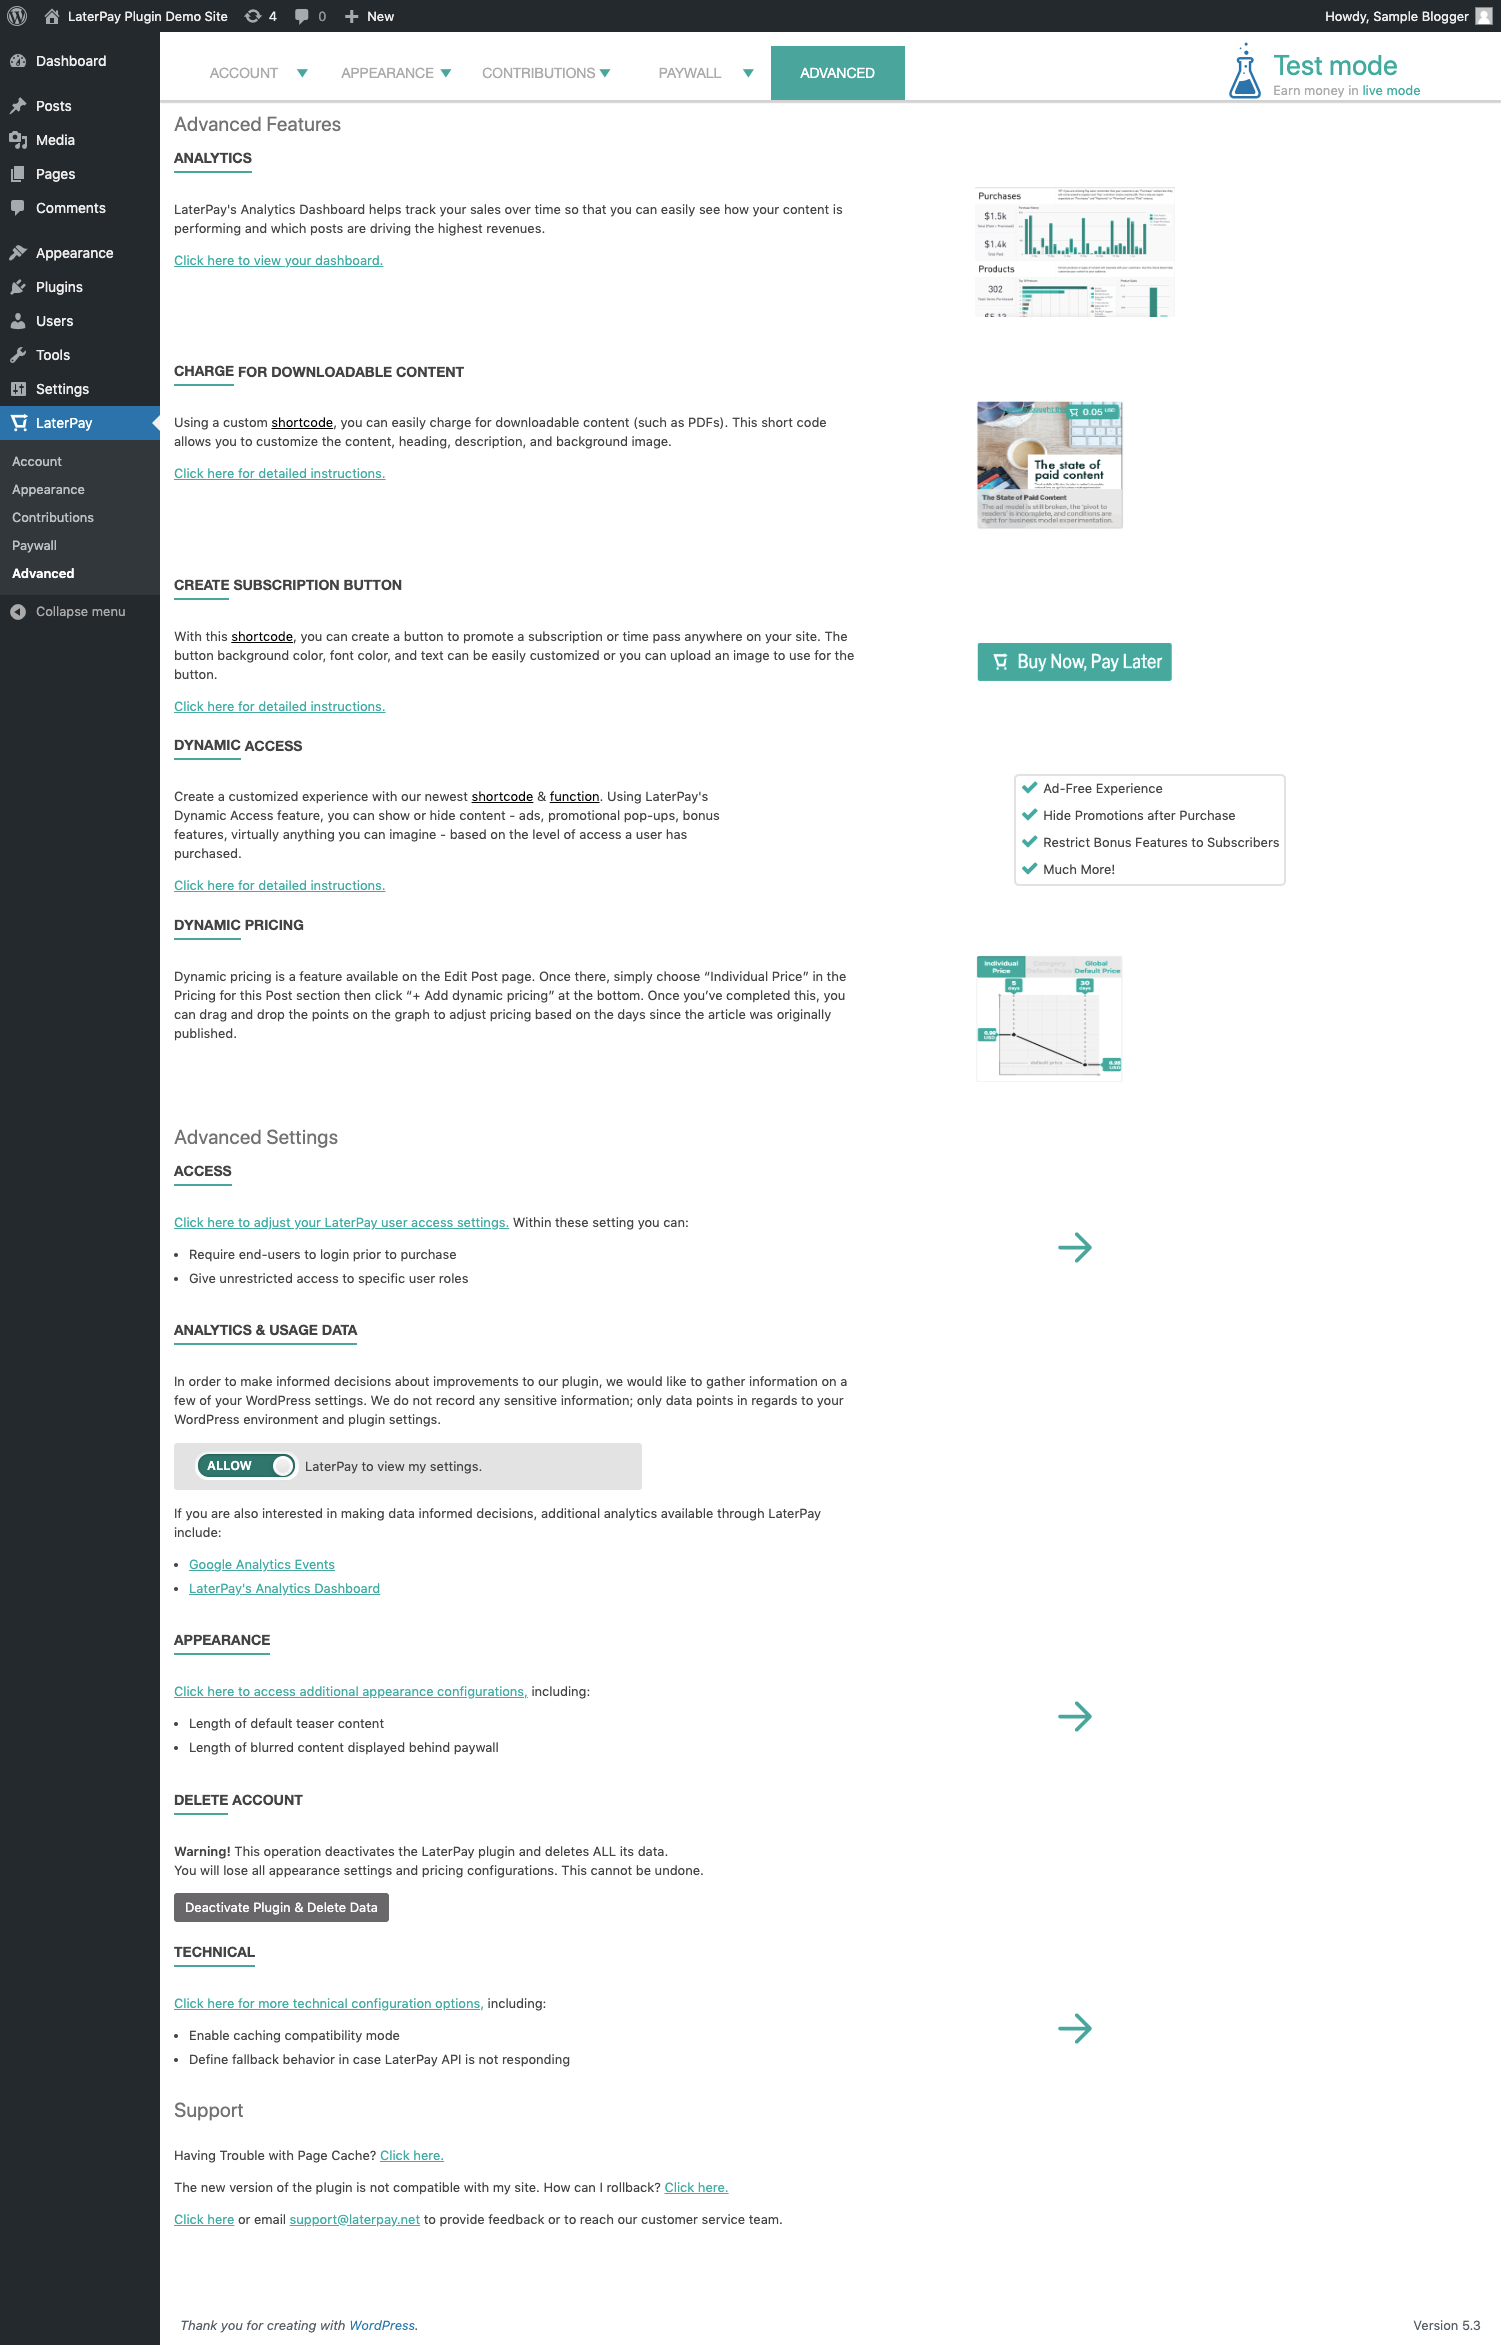 LaterPay Plugin Demo Site 4 0 New Howdy, Sample Blogger
Dashboard
Posts
Media
Pages
Comments
Appearance
Plugins
Users
Tools
Settings
LaterPay
Account
Appearance
Contributions
Paywall
Advanced
Collapse menu
ACCOUNT APPEARANCE CONTRIBUTIONS PAYWALL ADVANCED
Test mode
Earn money in live mode
Advanced Features
ANALYTICS
LaterPay's Analytics Dashboard helps track your sales over time so that you can easily see how your content is
performing and which posts are driving the highest revenues.
Click here to view your dashboard.
Purchases
$1.5k
$1.4k
Products
302
CHARGE FOR DOWNLOADABLE CONTENT
Using a custom shortcode, you can easily charge for downloadable content (such as PDFs). This short code
allows you to customize the content, heading, description, and background image.
Click here for detailed instructions.
0.05 USD
The state of
paid content
The State of Paid Content
The ad model is still broken, the 'pivot to
readers' is incomplete, and conditions are
right for business model experimentation.
CREATE SUBSCRIPTION BUTTON
With this shortcode, you can create a button to promote a subscription or time pass anywhere on your site. The
button background color, font color, and text can be easily customized or you can upload an image to use for the
button.
Click here for detailed instructions.
Buy Now, Pay Later
DYNAMIC ACCESS
Create a customized experience with our newest shortcode & function. Using LaterPay's
Dynamic Access feature, you can show or hide content - ads, promotional pop-ups, bonus
features, virtually anything you can imagine - based on the level of access a user has
purchased.
Click here for detailed instructions.
Ad-Free Experience
Hide Promotions after Purchase
Restrict Bonus Features to Subscribers
Much More!
DYNAMIC PRICING
Dynamic pricing is a feature available on the Edit Post page. Once there, simply choose “Individual Price” in the
Pricing for this Post section then click “+ Add dynamic pricing” at the bottom. Once you’ve completed this, you
can drag and drop the points on the graph to adjust pricing based on the days since the article was originally
published.
Individual Price
Category Default Price
Global Default Price
5 days
30 days
default price
Advanced Settings
ACCESS
Click here to adjust your LaterPay user access settings. Within these setting you can:
• Require end-users to login prior to purchase
• Give unrestricted access to specific user roles
ANALYTICS & USAGE DATA
In order to make informed decisions about improvements to our plugin, we would like to gather information on a
few of your WordPress settings. We do not record any sensitive information; only data points in regards to your
WordPress environment and plugin settings.
ALLOW LaterPay to view my settings.
If you are also interested in making data informed decisions, additional analytics available through LaterPay
include:
• Google Analytics Events
• LaterPay's Analytics Dashboard
APPEARANCE
Click here to access additional appearance configurations, including:
• Length of default teaser content
• Length of blurred content displayed behind paywall
DELETE ACCOUNT
Warning! This operation deactivates the LaterPay plugin and deletes ALL its data.
You will lose all appearance settings and pricing configurations. This cannot be undone.
Deactivate Plugin & Delete Data
TECHNICAL
Click here for more technical configuration options, including:
• Enable caching compatibility mode
• Define fallback behavior in case LaterPay API is not responding
Support
Having Trouble with Page Cache? Click here.
The new version of the plugin is not compatible with my site. How can I rollback? Click here.
Click here or email support@laterpay.net to provide feedback or to reach our customer service team.
Thank you for creating with WordPress. Version 5.3